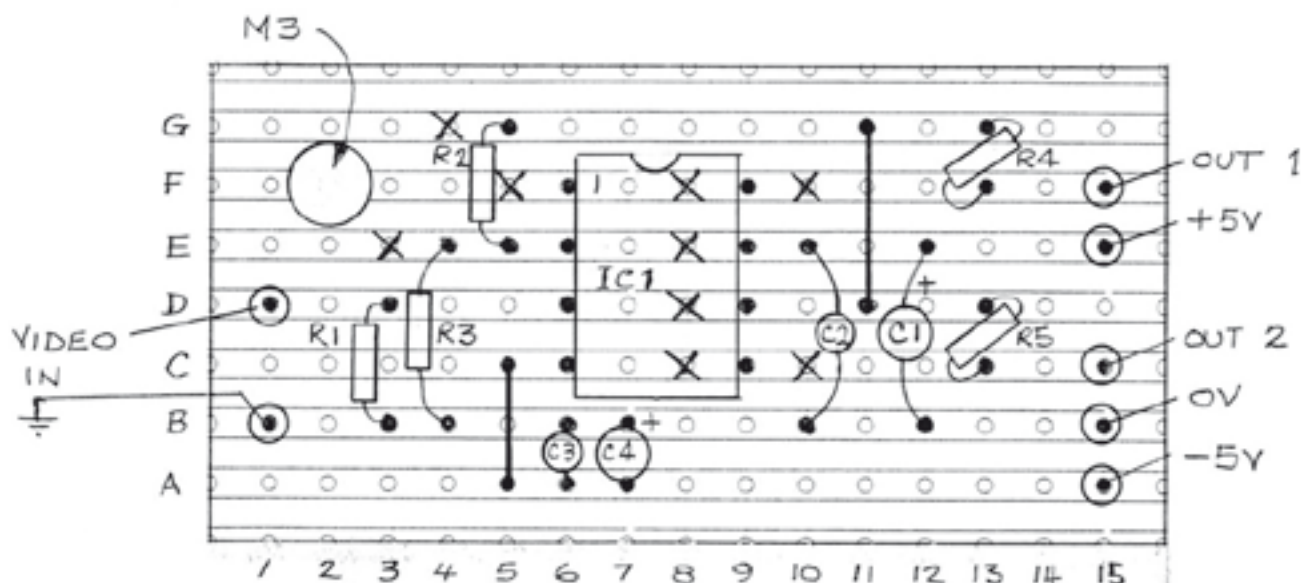 M3
G
R2
R4
OUT 1
F
1
+5V
E
IC1
+
D
VIDEO
IN
R1
R3
C2
C1
R5
OUT 2
C
0V
B
+
C3
C4
-5V
A
1 2 3 4 5 6 7 8 9 10 11 12 13 14 15